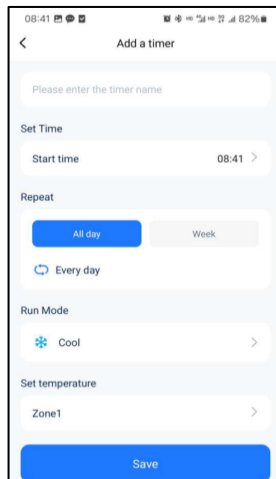 08:41 82%
Add a timer
Please enter the timer name
Set Time
Start time 08:41
Repeat
All day Week
Every day
Run Mode
Cool
Set temperature
Zone1
Save